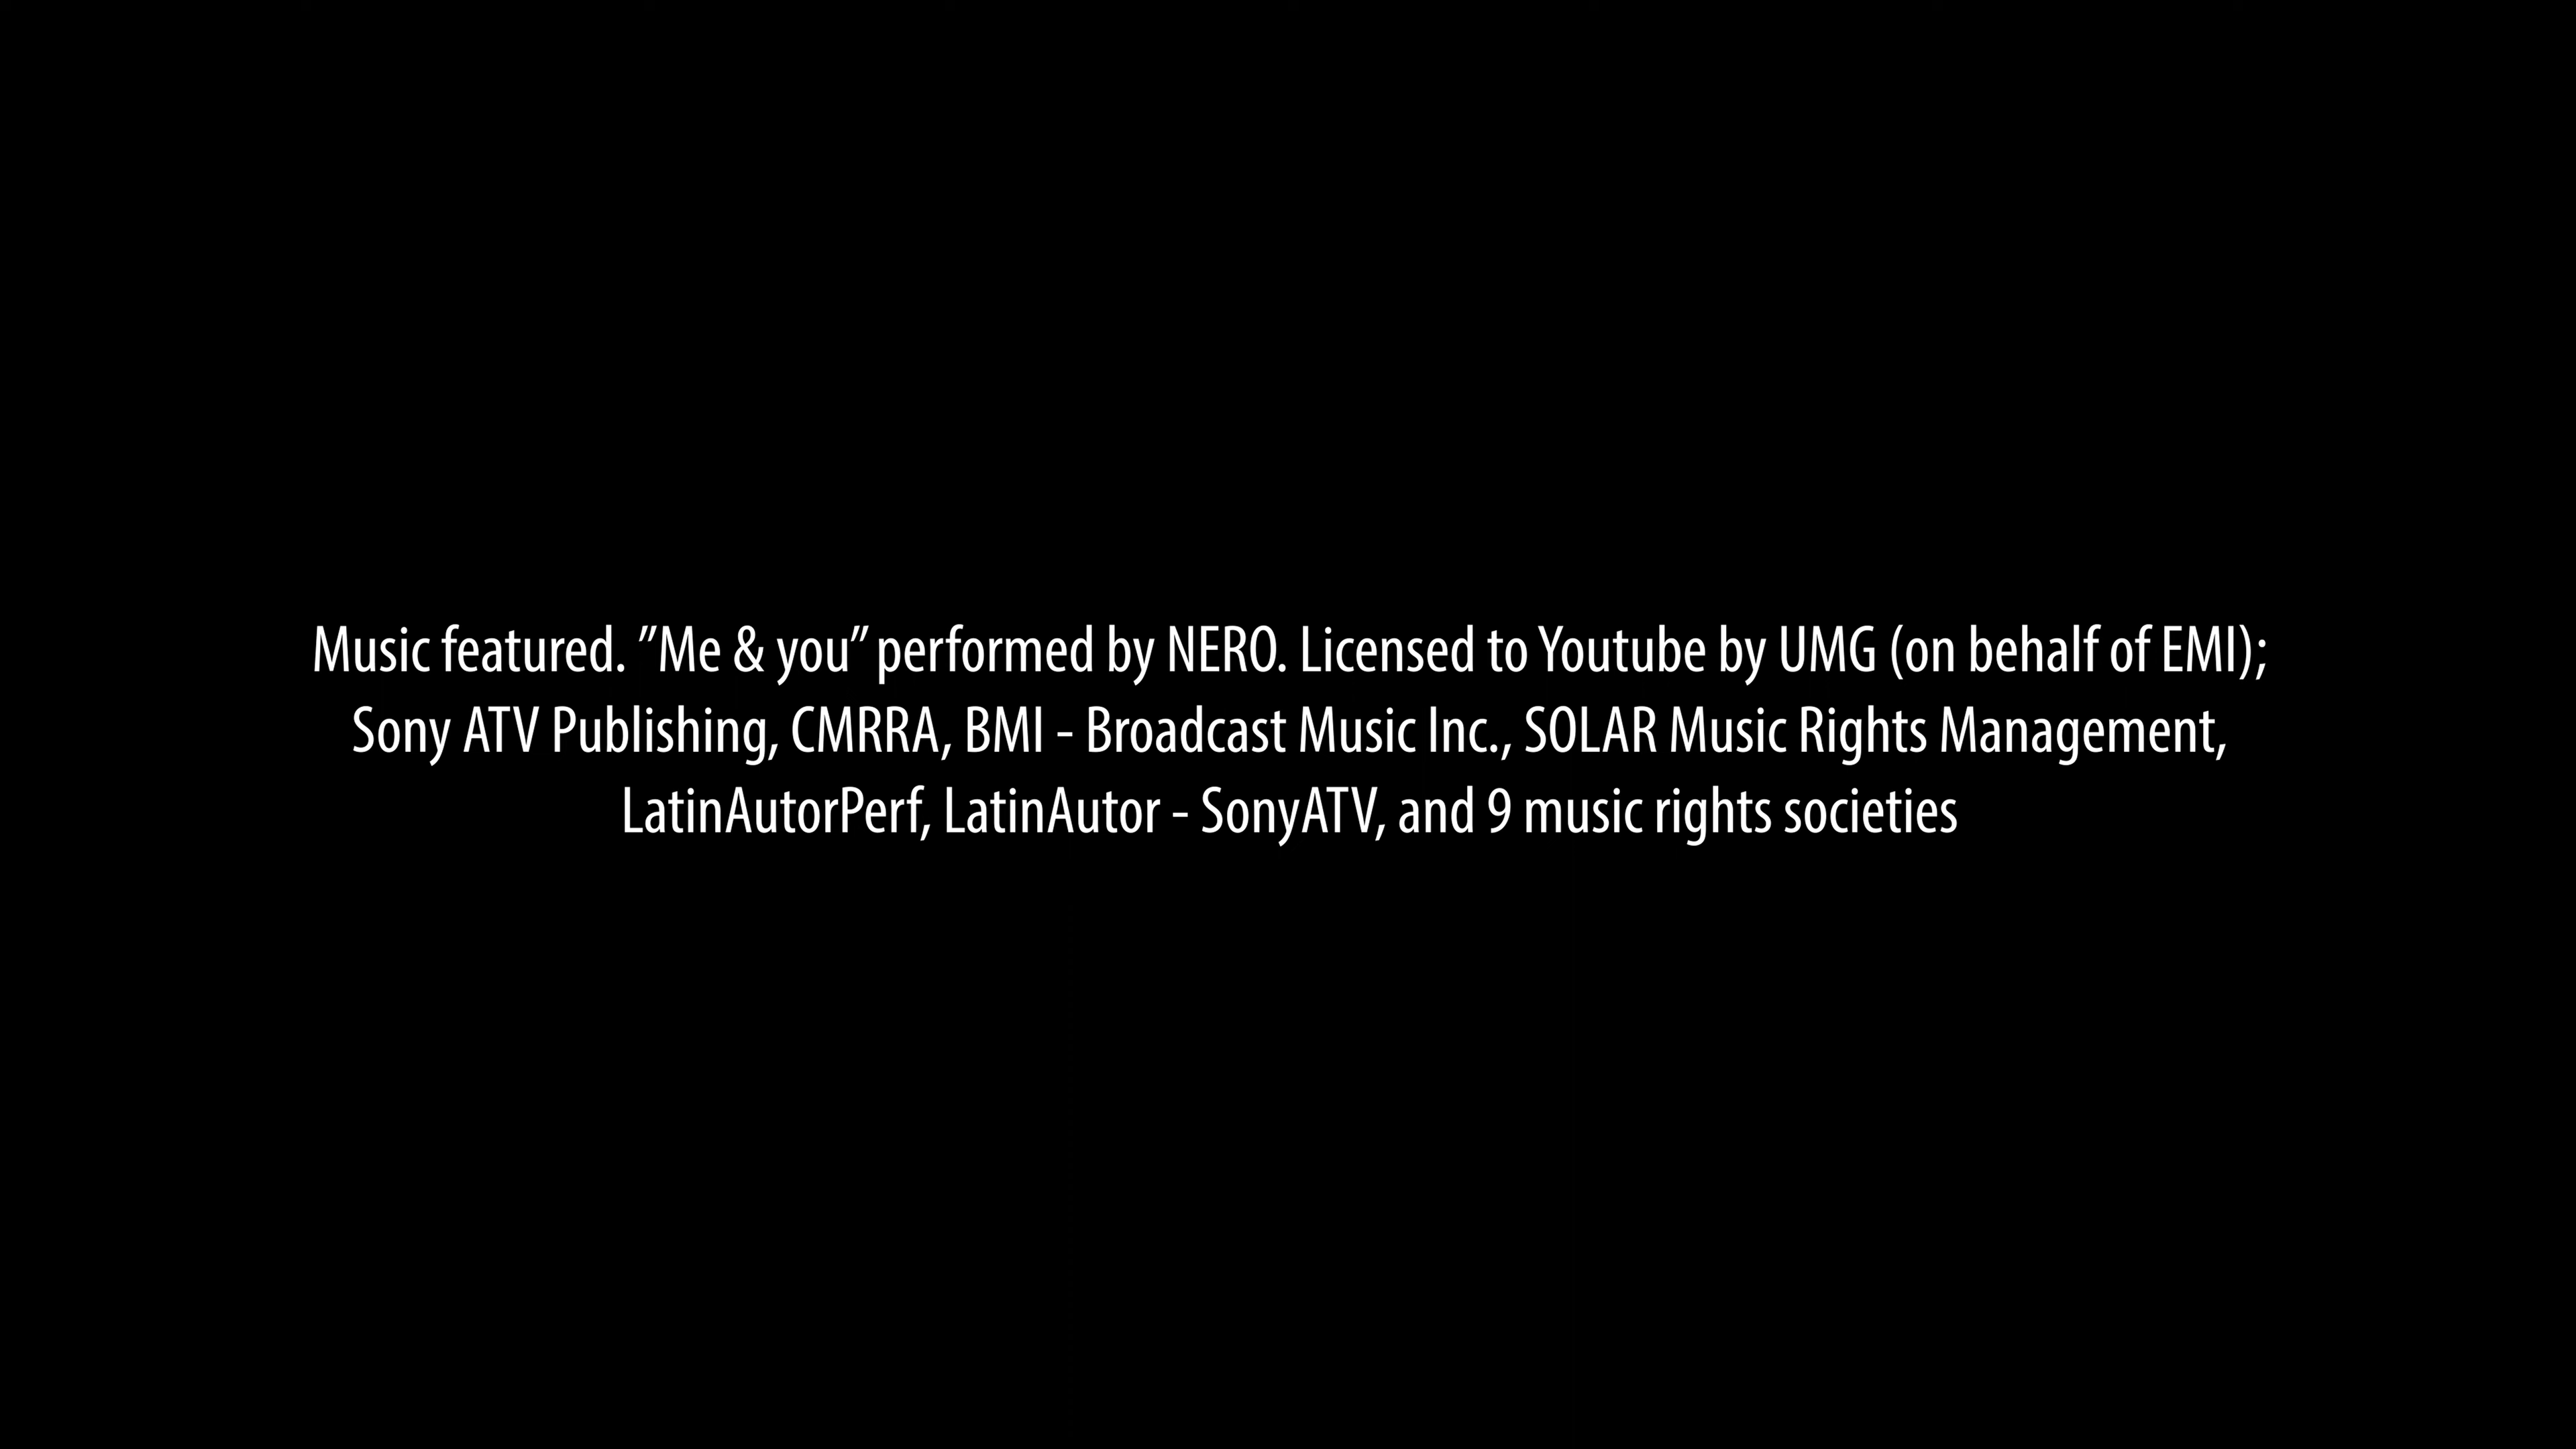 Music featured. ”Me & you” performed by NERO. Licensed to Youtube by UMG (on behalf of EMI);
Sony ATV Publishing, CMRRA, BMI - Broadcast Music Inc., SOLAR Music Rights Management,
LatinAutorPerf, LatinAutor - SonyATV, and 9 music rights societies